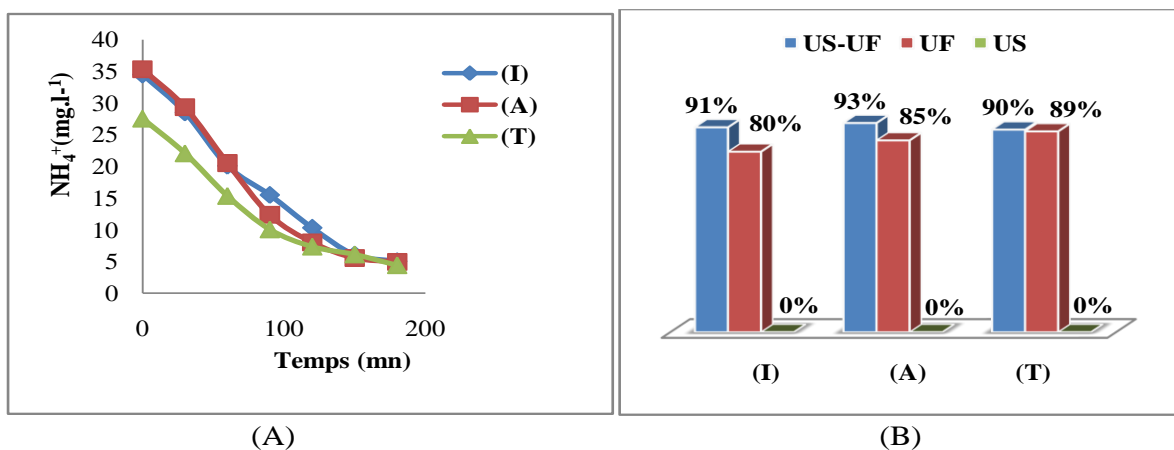 40
35
30
25
20
15
10
5
0
NH₄⁺(mg.l⁻¹)
0 100 200
Temps (mn)
(I)
(A)
(T)
(A)
US-UF UF US
91% 80% 0%
93% 85% 0%
90% 89% 0%
(I) (A) (T)
(B)